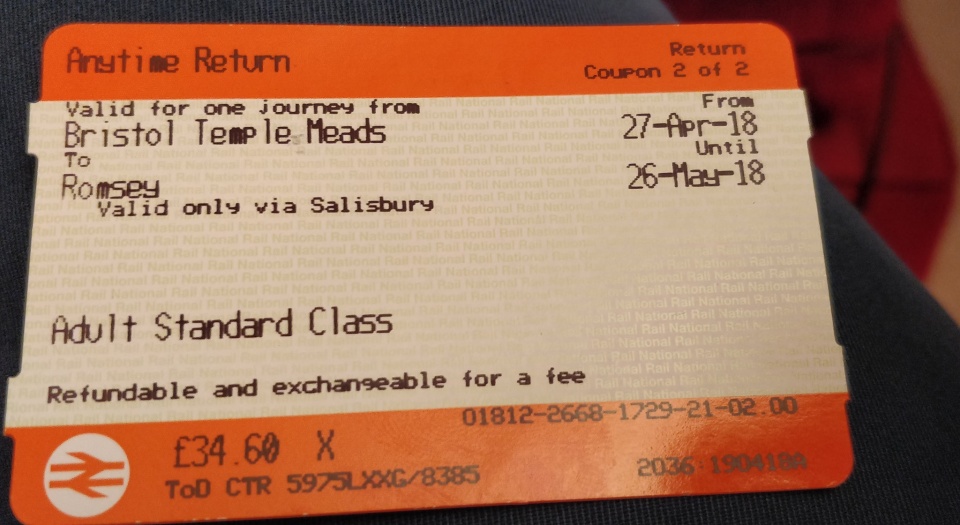 Anytime Return
Return
Coupon 2 of 2
Valid for one journey from
From
Bristol Temple Meads
27-Apr-18
To
Until
Romsey
26-May-18
Valid only via Salisbury
Adult Standard Class
Refundable and exchangeable for a fee
01812-2668-1729-21-02.00
£34.60 X
ToD CTR 5975LXXG/8385
2036 190418A